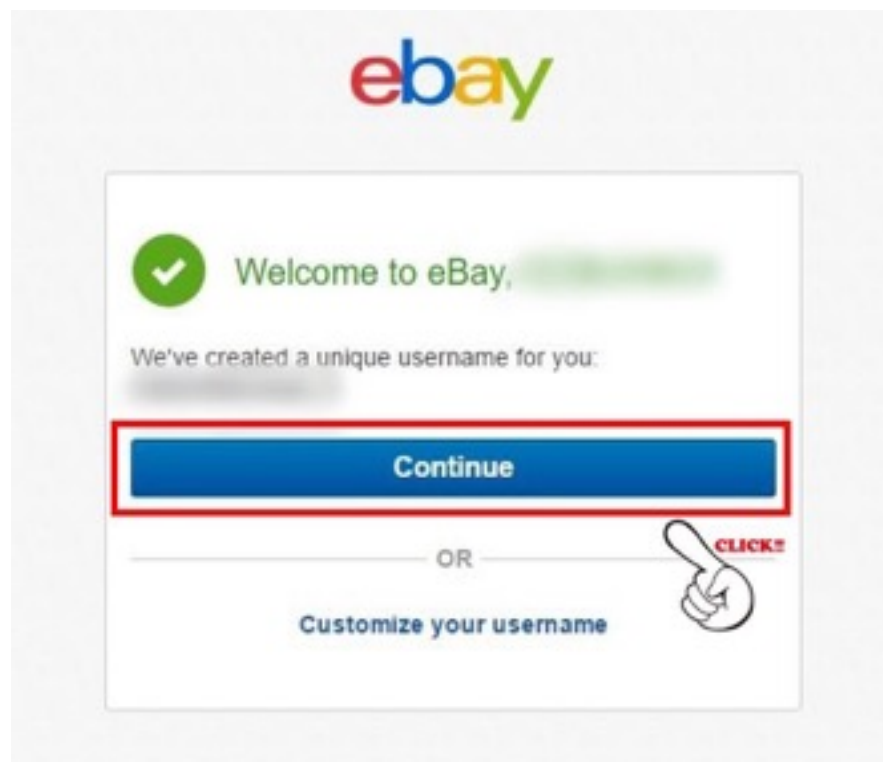 ebay
Welcome to eBay,
We've created a unique username for you:
Continue
CLICK!!
OR
Customize your username